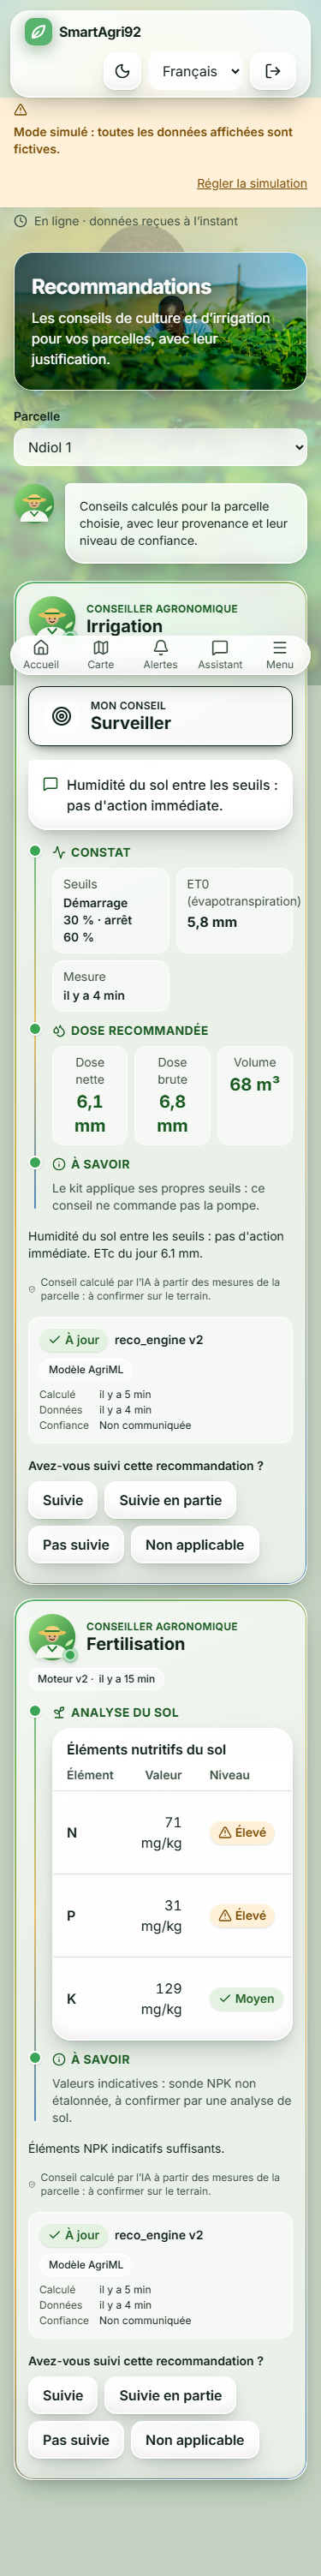 SmartAgri92
Français
Mode simulé : toutes les données affichées sont
fictives.
Régler la simulation
En ligne · données reçues à l'instant
Recommandations
Les conseils de culture et d'irrigation
pour vos parcelles, avec leur
justification.
Parcelle
Ndiol 1
Conseils calculés pour la parcelle
choisie, avec leur provenance et leur
niveau de confiance.
CONSEILLER AGRONOMIQUE
Irrigation
Accueil
Carte
Alertes
Assistant
Menu
MON CONSEIL
Surveiller
Humidité du sol entre les seuils :
pas d'action immédiate.
CONSTAT
Seuils
Démarrage
30 % · arrêt
60 %
ET0
(évapotranspiration)
5,8 mm
Mesure
il y a 4 min
DOSE RECOMMANDÉE
Dose
nette
6,1
mm
Dose
brute
6,8
mm
Volume
68 m³
À SAVOIR
Le kit applique ses propres seuils : ce
conseil ne commande pas la pompe.
Humidité du sol entre les seuils : pas d'action
immédiate. ETc du jour 6.1 mm.
Conseil calculé par l'IA à partir des mesures de la
parcelle : à confirmer sur le terrain.
À jour
reco_engine v2
Modèle AgriML
Calculé il y a 5 min
Données il y a 4 min
Confiance Non communiquée
Avez-vous suivi cette recommandation ?
Suivie
Suivie en partie
Pas suivie
Non applicable
CONSEILLER AGRONOMIQUE
Fertilisation
Moteur v2 · il y a 15 min
ANALYSE DU SOL
Éléments nutritifs du sol
Élément Valeur Niveau
N 71 mg/kg Élevé
P 31 mg/kg Élevé
K 129 mg/kg Moyen
À SAVOIR
Valeurs indicatives : sonde NPK non
étalonnée, à confirmer par une analyse de
sol.
Éléments NPK indicatifs suffisants.
Conseil calculé par l'IA à partir des mesures de la
parcelle : à confirmer sur le terrain.
À jour
reco_engine v2
Modèle AgriML
Calculé il y a 5 min
Données il y a 4 min
Confiance Non communiquée
Avez-vous suivi cette recommandation ?
Suivie
Suivie en partie
Pas suivie
Non applicable